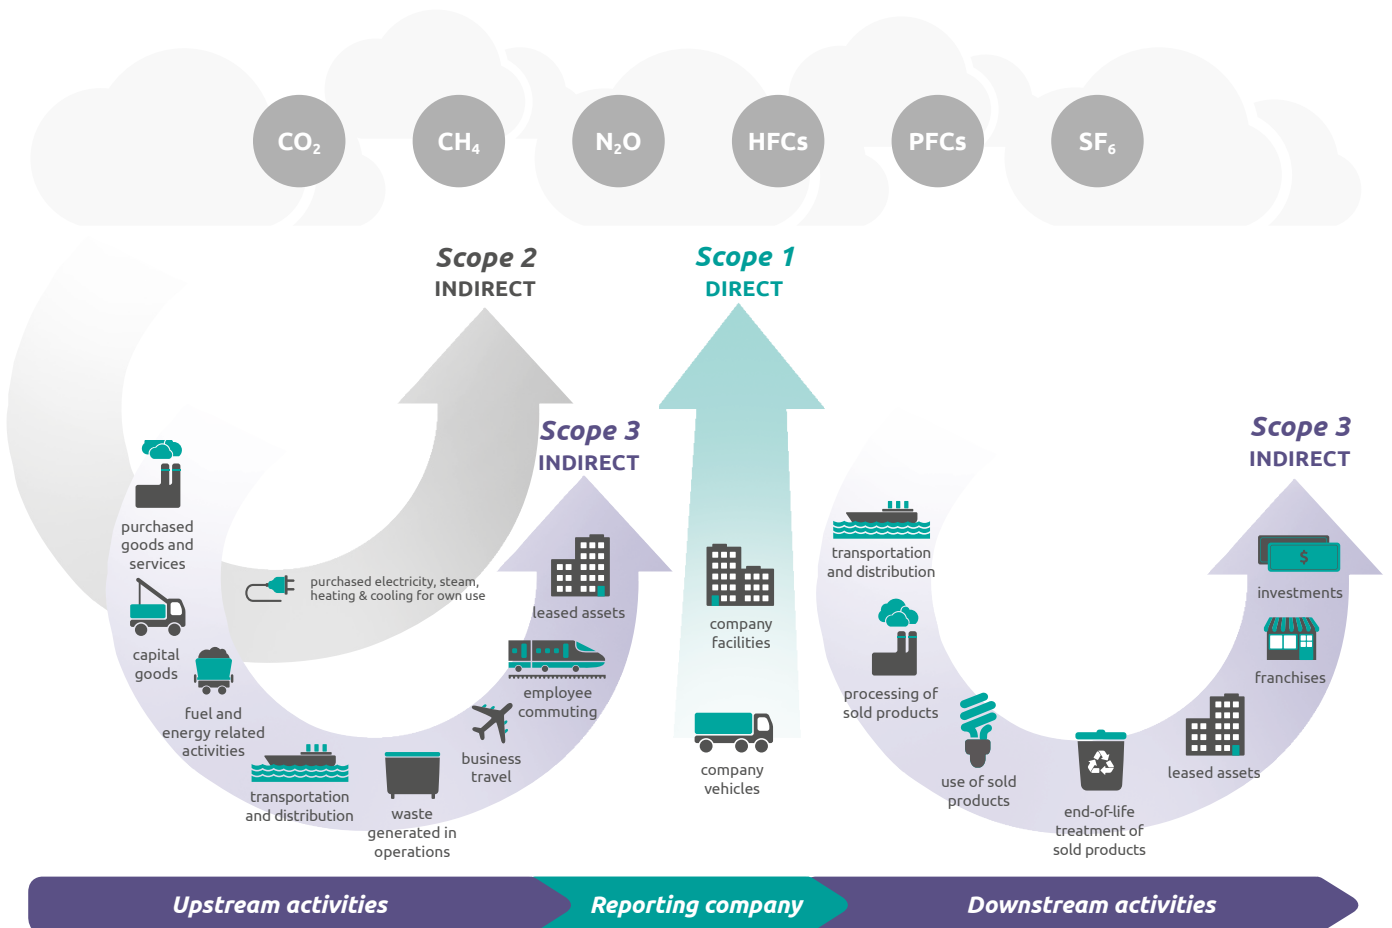 CO₂
CH₄
N₂O
HFCs
PFCs
SF₆
Scope 2
INDIRECT
Scope 1
DIRECT
Scope 3
INDIRECT
Scope 3
INDIRECT
purchased
goods and
services
capital
goods
fuel and
energy related
activities
transportation
and distribution
waste
generated in
operations
business
travel
employee
commuting
leased assets
purchased electricity, steam,
heating & cooling for own use
company
facilities
company
vehicles
transportation
and distribution
processing of
sold products
use of sold
products
end-of-life
treatment of
sold products
leased assets
franchises
$
investments
Upstream activities
Reporting company
Downstream activities